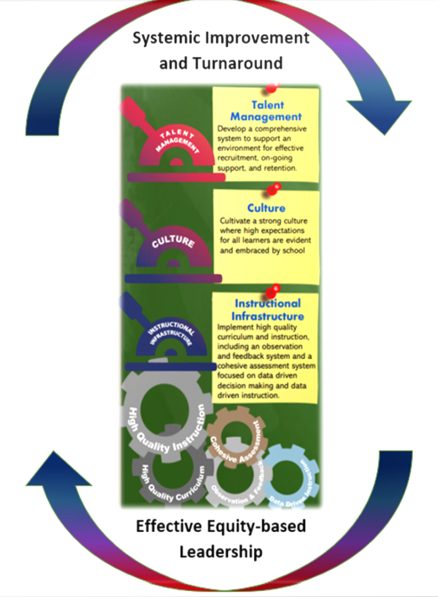 Systemic Improvement
and Turnaround
TALENT
MANAGEMENT
Talent
Management
Develop a comprehensive
system to support an
environment for effective
recruitment, on-going
support, and retention.
CULTURE
Culture
Cultivate a strong culture
where high expectations
for all learners are evident
and embraced by school
INSTRUCTIONAL
INFRASTRUCTURE
Instructional
Infrastructure
Implement high quality
curriculum and instruction,
including an observation
and feedback system and a
cohesive assessment system
focused on data driven
decision making and data
driven instruction.
High Quality Instruction
Cohesive Assessment
High Quality Curriculum
Observation & Feedback
Data Driven
Effective Equity-based
Leadership